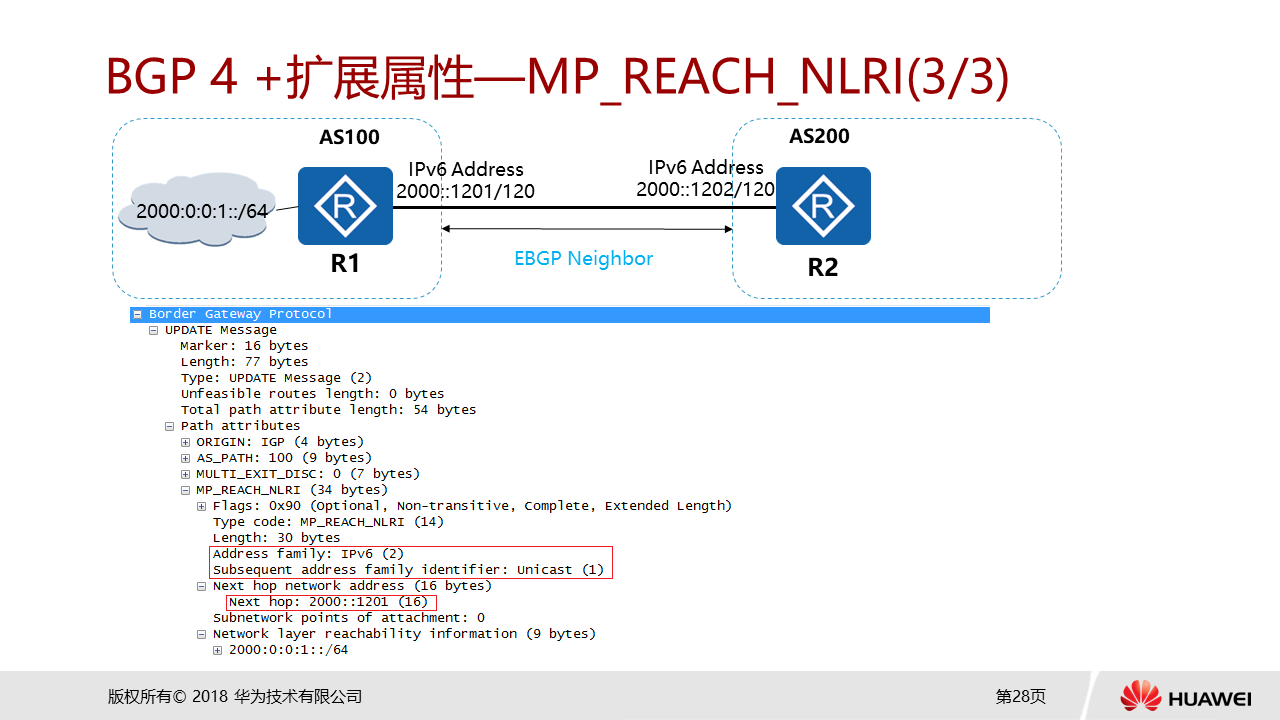 BGP 4 +扩展属性—MP_REACH_NLRI(3/3)
AS100
AS200
IPv6 Address
2000::1201/120
IPv6 Address
2000::1202/120
2000:0:0:1::/64
R
R
R1
EBGP Neighbor
R2
Border Gateway Protocol
UPDATE Message
Marker: 16 bytes
Length: 77 bytes
Type: UPDATE Message (2)
Unfeasible routes length: 0 bytes
Total path attribute length: 54 bytes
Path attributes
ORIGIN: IGP (4 bytes)
AS_PATH: 100 (9 bytes)
MULTI_EXIT_DISC: 0 (7 bytes)
MP_REACH_NLRI (34 bytes)
Flags: 0x90 (Optional, Non-transitive, Complete, Extended Length)
Type code: MP_REACH_NLRI (14)
Length: 30 bytes
Address family: IPv6 (2)
Subsequent address family identifier: Unicast (1)
Next hop network address (16 bytes)
Next hop: 2000::1201 (16)
Subnetwork points of attachment: 0
Network layer reachability information (9 bytes)
2000:0:0:1::/64
版权所有© 2018 华为技术有限公司
第28页
HUAWEI